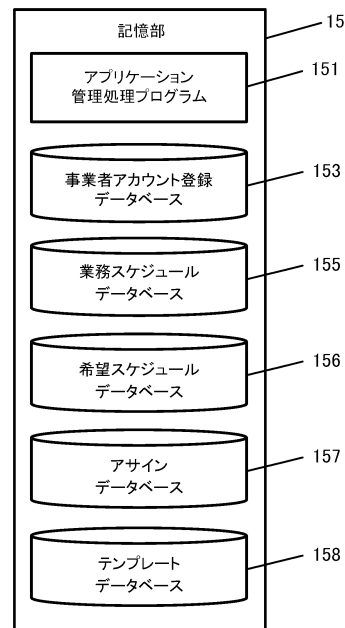 記憶部
15
アプリケーション
管理処理プログラム
151
事業者アカウント登録
データベース
153
業務スケジュール
データベース
155
希望スケジュール
データベース
156
アサイン
データベース
157
テンプレート
データベース
158